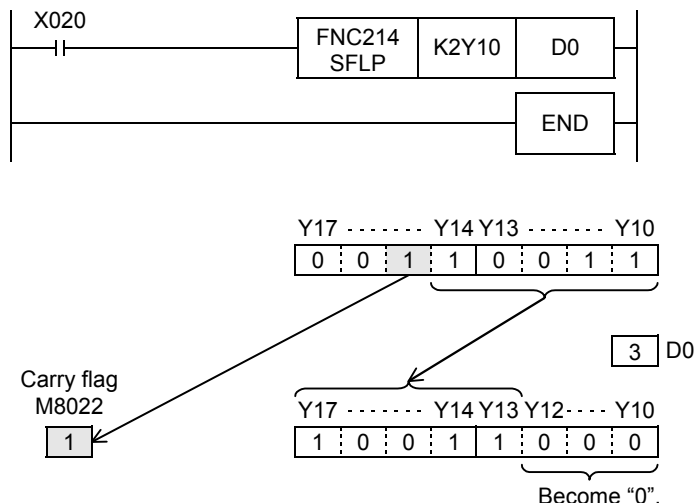 X020
FNC214
SFLP
K2Y10
D0
END
Y17 - - - - - - - Y14 Y13 - - - - - - - Y10
0 0 1 1 0 0 1 1
3 D0
Carry flag
M8022
1
Y17 - - - - - - - Y14 Y13 Y12 - - - - Y10
1 0 0 1 1 0 0 0
Become “0”.